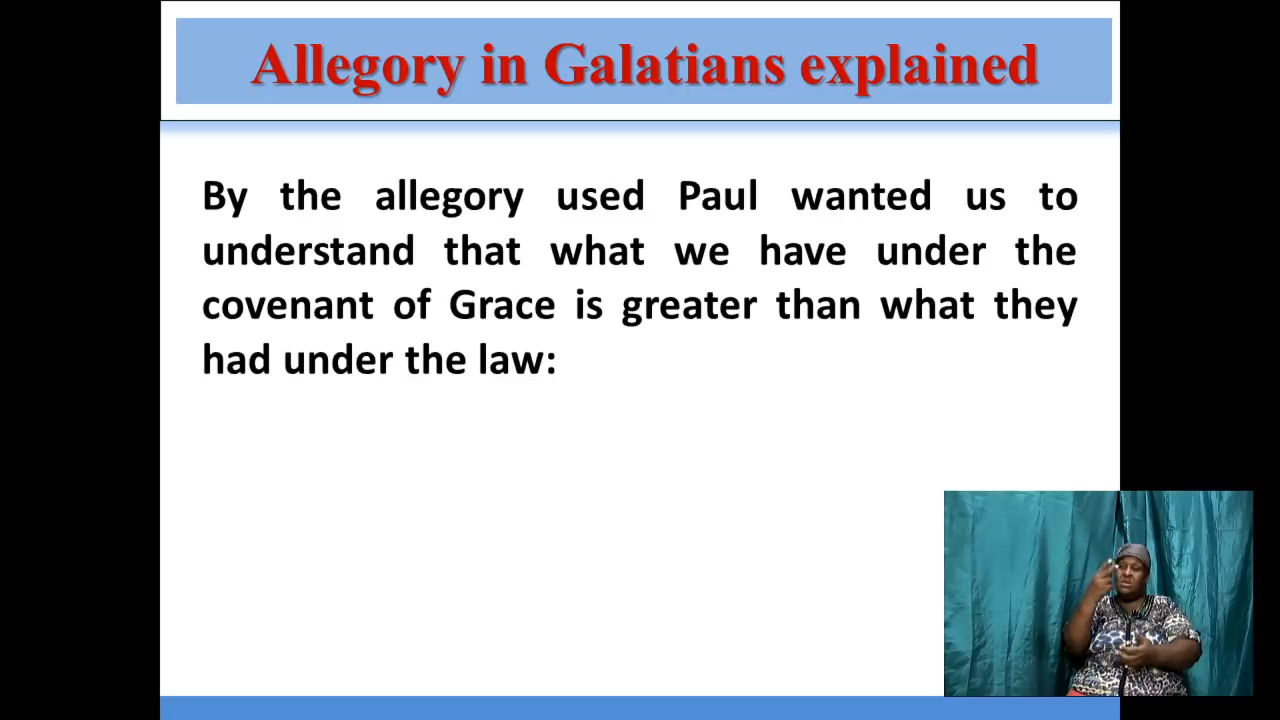 Allegory in Galatians explained
By the allegory used Paul wanted us to
understand that what we have under the
covenant of Grace is greater than what they
had under the law: